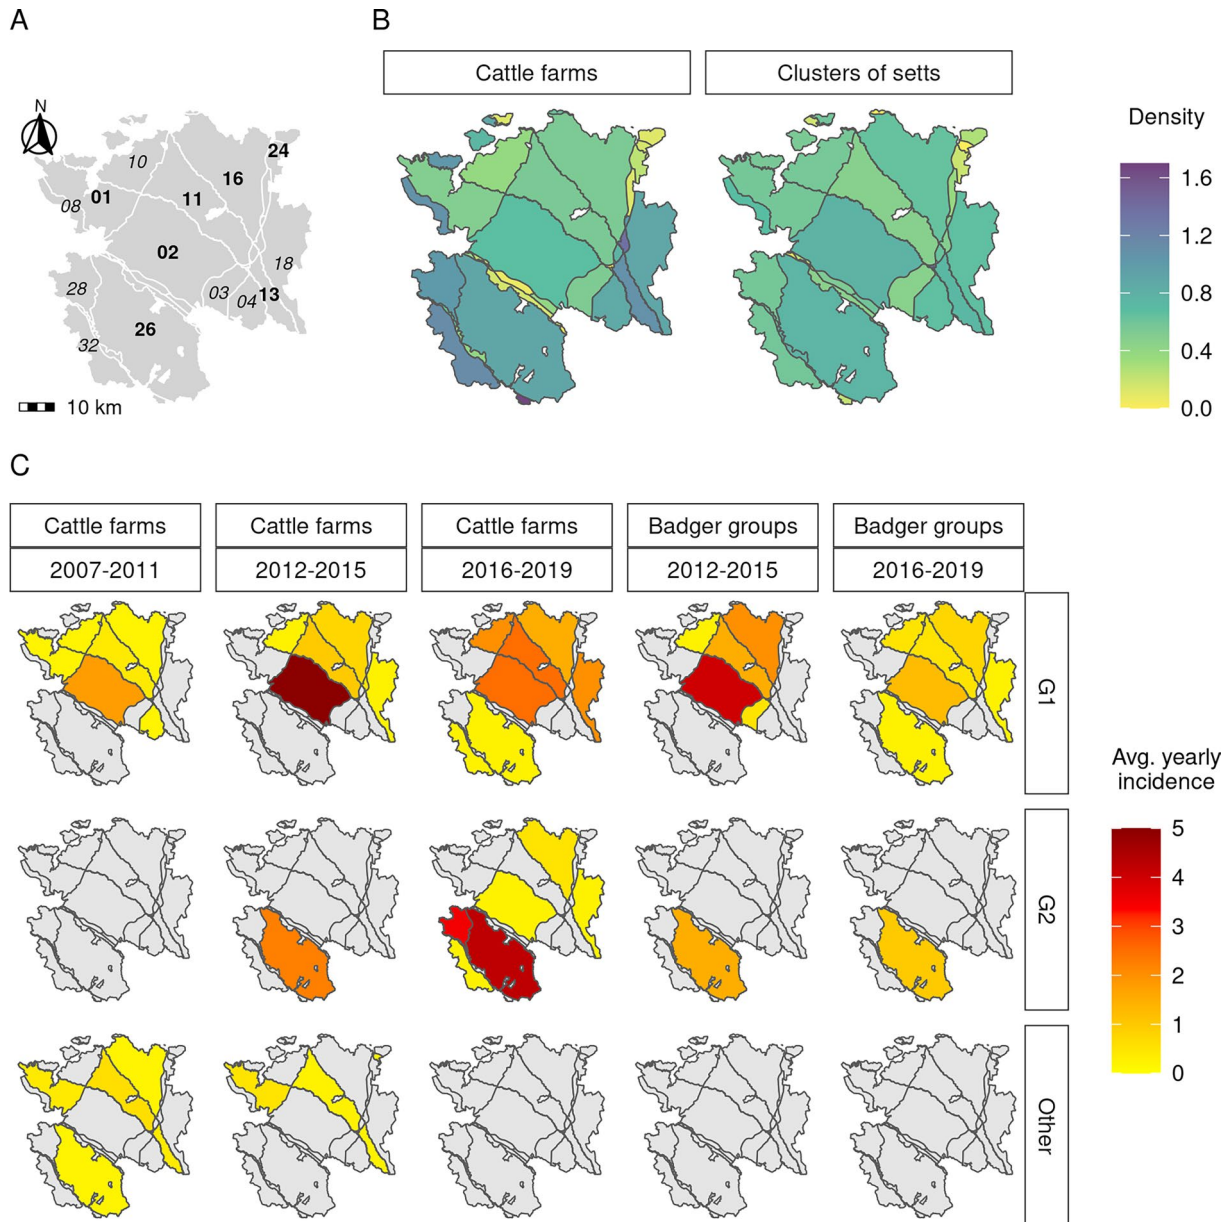 A
B
Cattle farms
Clusters of setts
N
10
24
16
01
11
08
02
18
28
03
04
13
26
32
10 km
Density
1.6
1.2
0.8
0.4
0.0
C
Cattle farms
Cattle farms
Cattle farms
Badger groups
Badger groups
2007-2011
2012-2015
2016-2019
2012-2015
2016-2019
G1
G2
Other
Avg. yearly
incidence
5
4
3
2
1
0